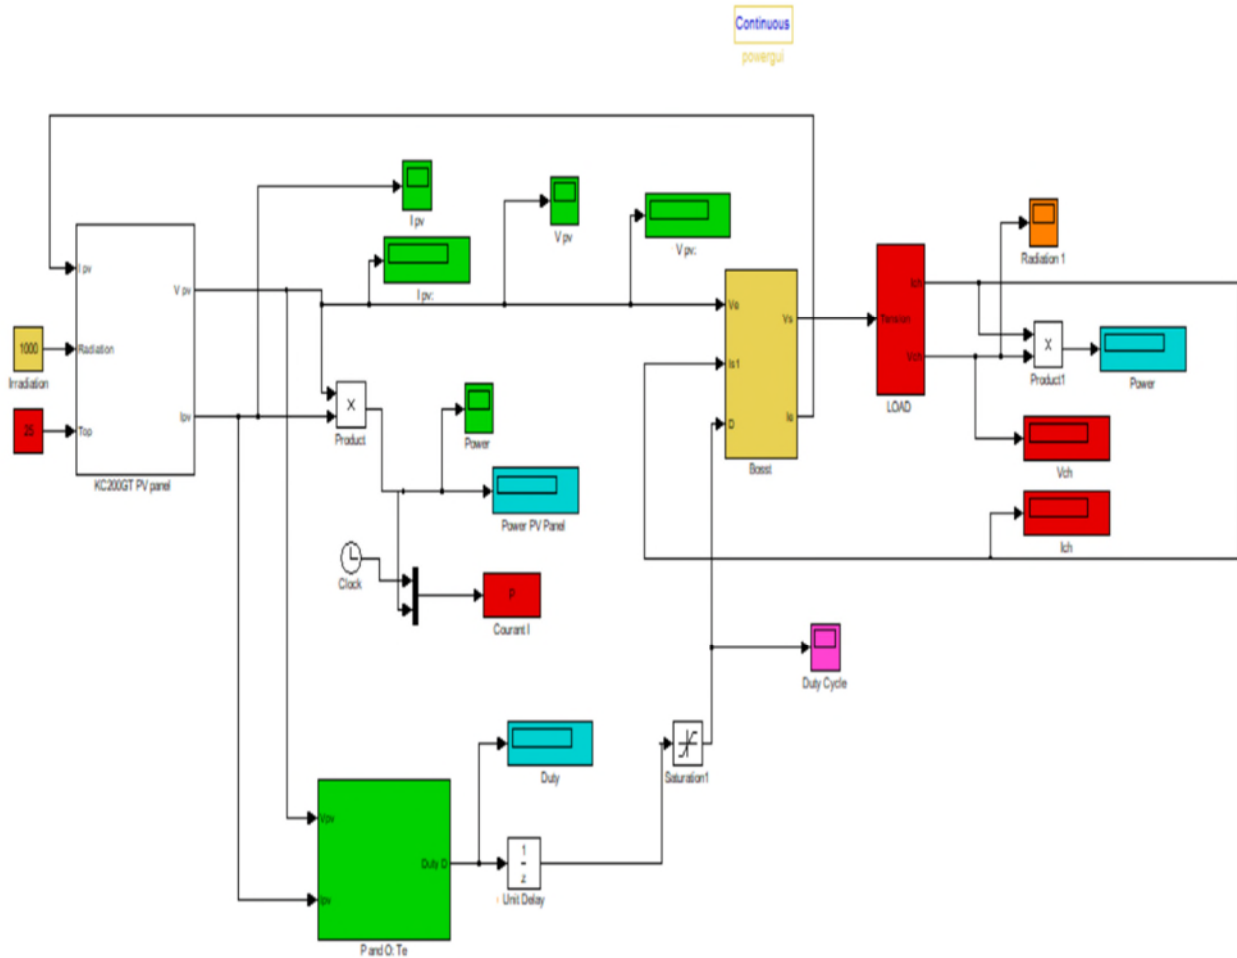 Continuous
powergui
I pv
V pv
V pv:
I pv:
Radiation 1
I pv
V pv
Radiation
Ipv
Top
1000
Irradiation
25
KC200GT PV panel
X
Product
Power
Power PV Panel
Clock
P
Courant I
Ve
Vs
Is1
D
Ie
Bosst
Tension
Ich
Vch
LOAD
X
Product1
Power
Vch
Ich
Duty Cycle
Saturation1
Duty
Vpv
Ipv
Duty D
P and O: Te
1
z
Unit Delay